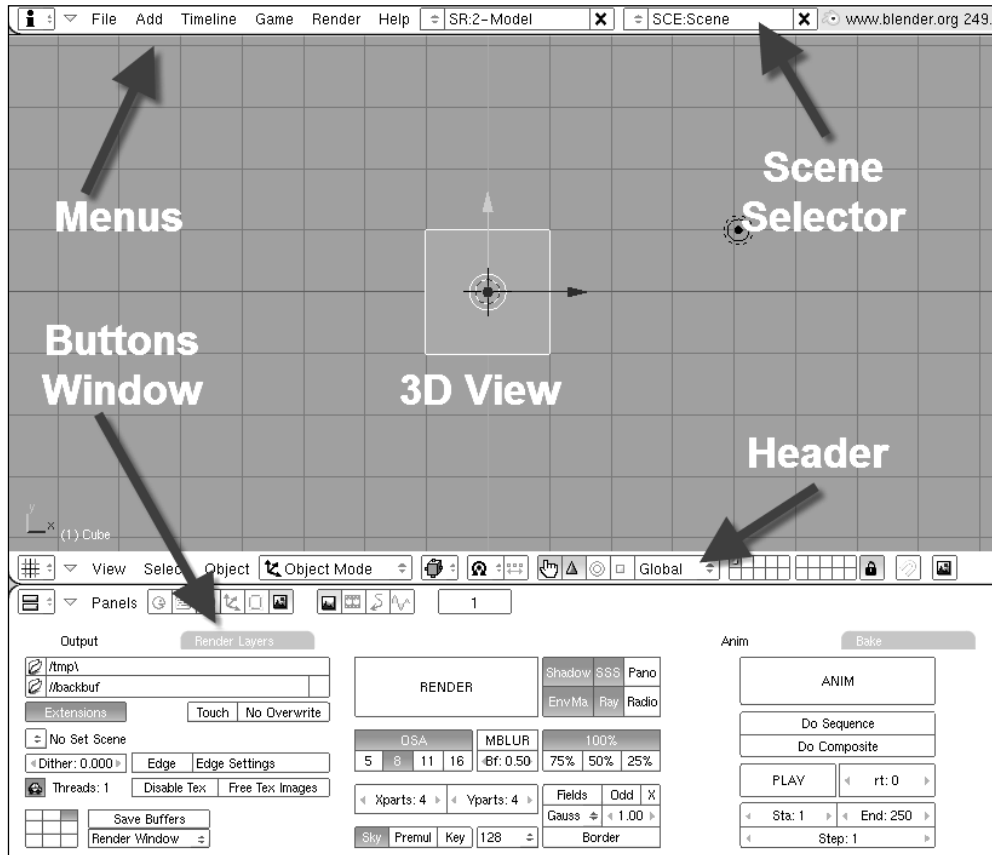 File Add Timeline Game Render Help SR:2-Model X SCE:Scene X www.blender.org 249.
Menus
Scene
Selector
Buttons
Window
3D View
Header
y
x
(1) Cube
View Select Object Object Mode Global
Panels 1
Output Render Layers Anim Bake
/tmp\
//backbuf
Extensions Touch No Overwrite
No Set Scene
Dither: 0.000 Edge Edge Settings
Threads: 1 Disable Tex Free Tex Images
Save Buffers
Render Window
RENDER
Shadow SSS Pano
EnvMa Ray Radio
OSA MBLUR 100%
5 8 11 16 Bf: 0.50 75% 50% 25%
Xparts: 4 Yparts: 4 Fields Odd X
Gauss 1.00
Sky Premul Key 128 Border
ANIM
Do Sequence
Do Composite
PLAY rt: 0
Sta: 1 End: 250
Step: 1